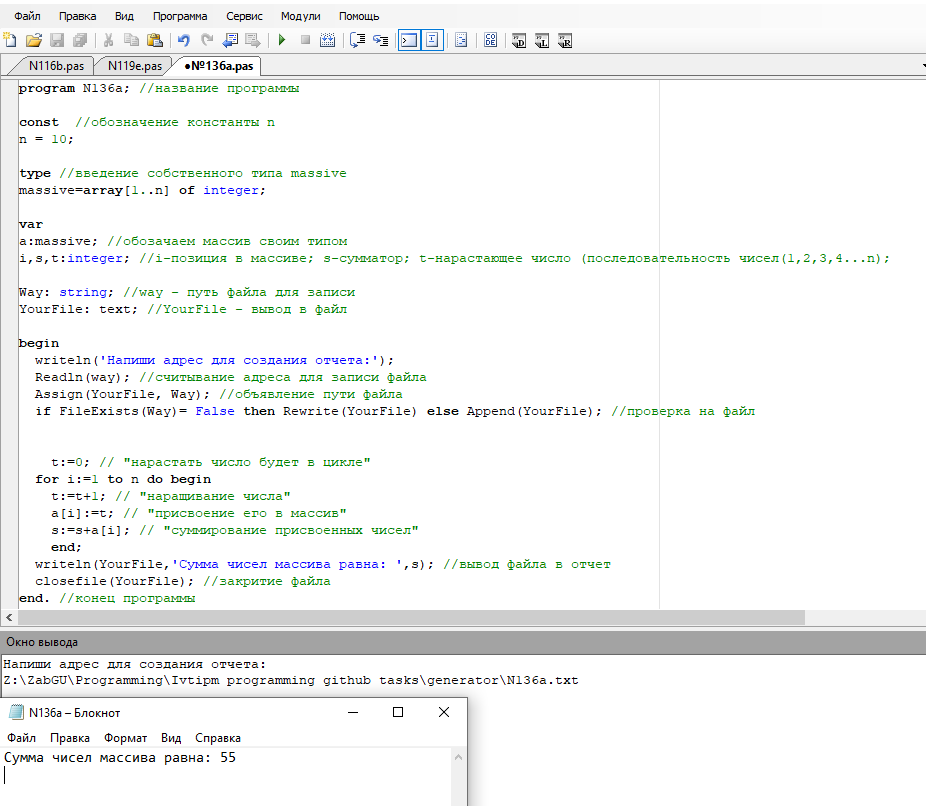 Файл Правка Вид Программа Сервис Модули Помощь
N116b.pas N119e.pas •№136a.pas
program N136a; //название программы
const //обозначение константы n
n = 10;
type //введение собственного типа massive
massive=array[1..n] of integer;
var
a:massive; //обозачаем массив своим типом
i,s,t:integer; //i-позиция в массиве; s-сумматор; t-нарастающее число (последовательность чисел(1,2,3,4...n);
Way: string; //way - путь файла для записи
YourFile: text; //YourFile - вывод в файл
begin
writeln('Напиши адрес для создания отчета:');
Readln(way); //считывание адреса для записи файла
Assign(YourFile, Way); //объявление пути файла
if FileExists(Way)= False then Rewrite(YourFile) else Append(YourFile); //проверка на файл
t:=0; // "нарастать число будет в цикле"
for i:=1 to n do begin
t:=t+1; // "наращивание числа"
a[i]:=t; // "присвоение его в массив"
s:=s+a[i]; // "суммирование присвоенных чисел"
end;
writeln(YourFile,'Сумма чисел массива равна: ',s); //вывод файла в отчет
closefile(YourFile); //закритие файла
end. //конец программы
Окно вывода
Напиши адрес для создания отчета:
Z:\ZabGU\Programming\Ivtipm programming github tasks\generator\N136a.txt
N136a – Блокнот
Файл Правка Формат Вид Справка
Сумма чисел массива равна: 55